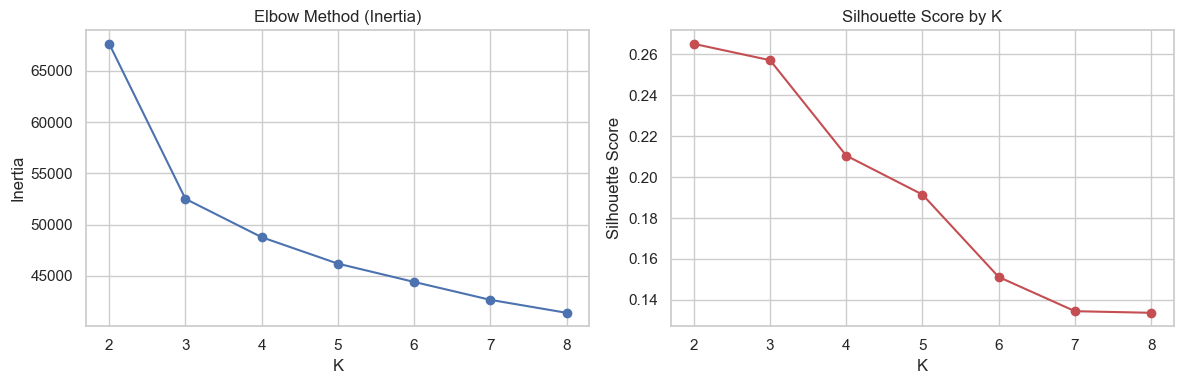 Elbow Method (Inertia)
Inertia
65000
60000
55000
50000
45000
2 3 4 5 6 7 8
K
Silhouette Score by K
Silhouette Score
0.26
0.24
0.22
0.20
0.18
0.16
0.14
2 3 4 5 6 7 8
K